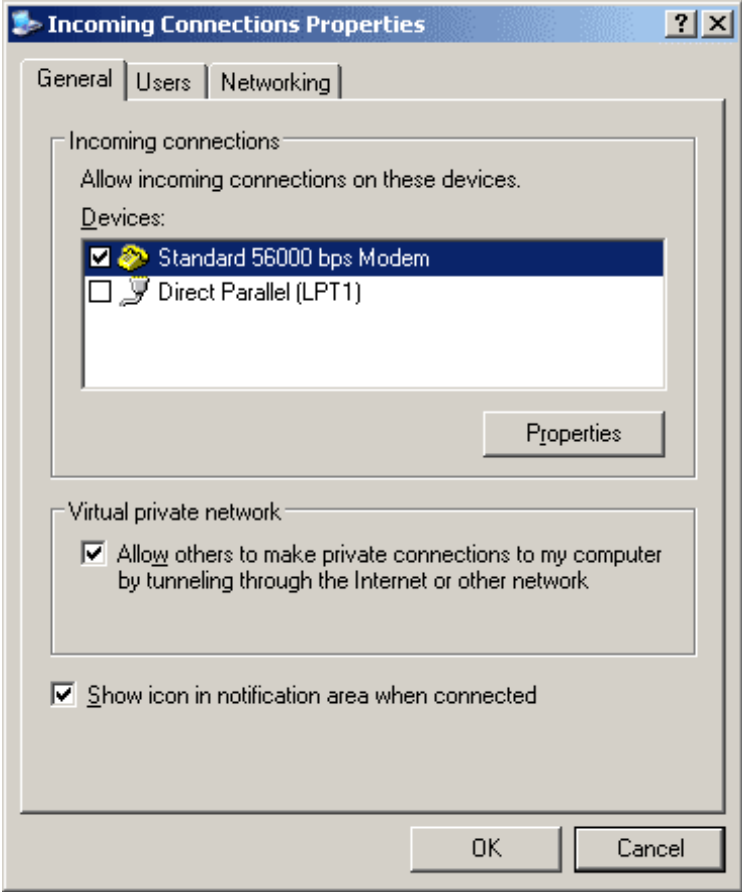 Incoming Connections Properties
General Users Networking
Incoming connections
Allow incoming connections on these devices.
Devices:
Standard 56000 bps Modem
Direct Parallel (LPT1)
Properties
Virtual private network
Allow others to make private connections to my computer
by tunneling through the Internet or other network
Show icon in notification area when connected
OK Cancel